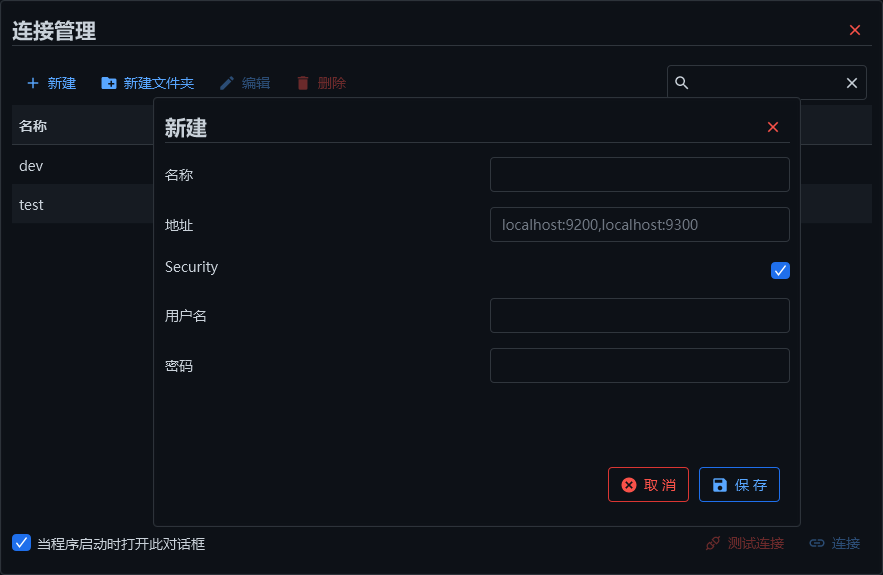 连接管理
新建 新建文件夹 编辑 删除
名称
dev
test
新建
名称
地址 localhost:9200,localhost:9300
Security
用户名
密码
取消 保存
当程序启动时打开此对话框 测试连接 连接